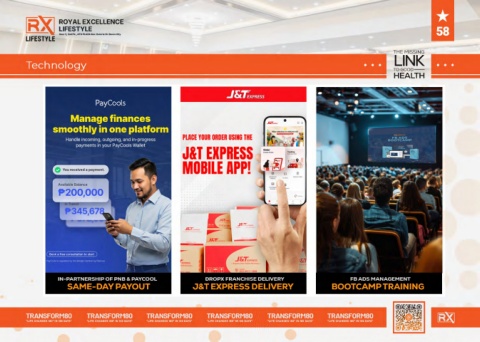 RX
LIFESTYLE
ROYAL EXCELLENCE
LIFESTYLE
★
58
Technology
THE MISSING
LINK
HEALTH
PayCools
Manage finances
smoothly in one platform
Handle incoming, outgoing, and in-progress
payments in your PayCools Wallet
You received a payment!
Available Balance
₱200,000
₱345,678
IN-PARTNERSHIP OF PNB & PAYCOOL
SAME-DAY PAYOUT
J&T EXPRESS
PLACE YOUR ORDER USING THE
J&T EXPRESS
MOBILE APP!
DROPX FRANCHISE DELIVERY
J&T EXPRESS DELIVERY
FB ADS MANAGEMENT
BOOTCAMP TRAINING
TRANSFORM80
TRANSFORM80
TRANSFORM80
TRANSFORM80
TRANSFORM80
TRANSFORM80
RX